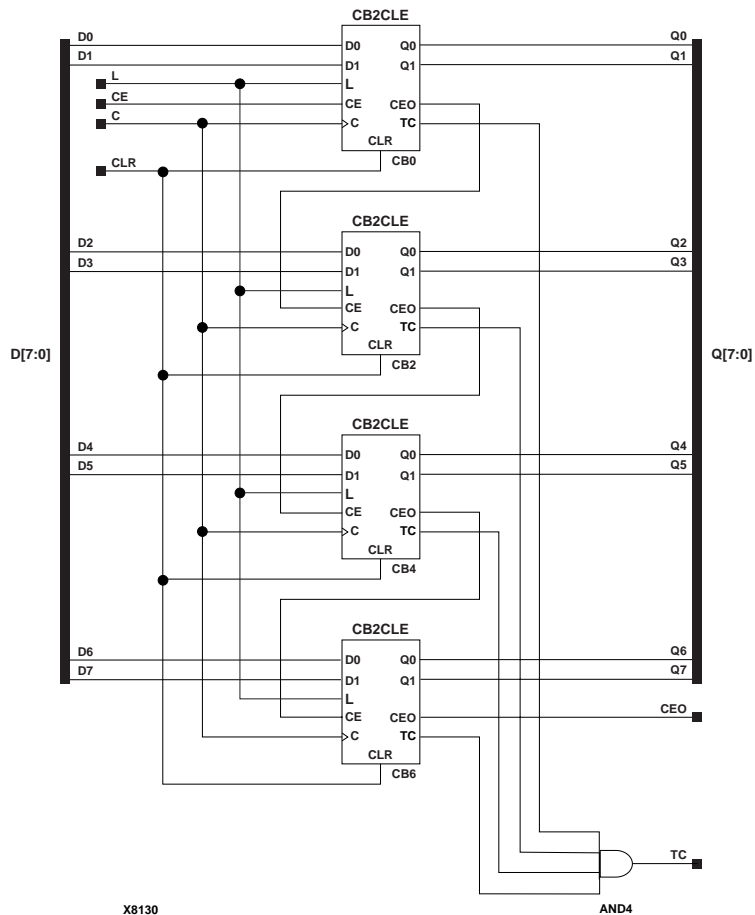 CB2CLE
D0
D1
L
CE
C
CLR
D0
D1
L
CE
C
CLR
Q0
Q1
CEO
TC
CB0
Q0
Q1
CB2CLE
D2
D3
D0
D1
L
CE
C
CLR
Q0
Q1
CEO
TC
CB2
Q2
Q3
D[7:0]
Q[7:0]
CB2CLE
D4
D5
D0
D1
L
CE
C
CLR
Q0
Q1
CEO
TC
CB4
Q4
Q5
CB2CLE
D6
D7
D0
D1
L
CE
C
CLR
Q0
Q1
CEO
TC
CB6
Q6
Q7
CEO
TC
X8130
AND4